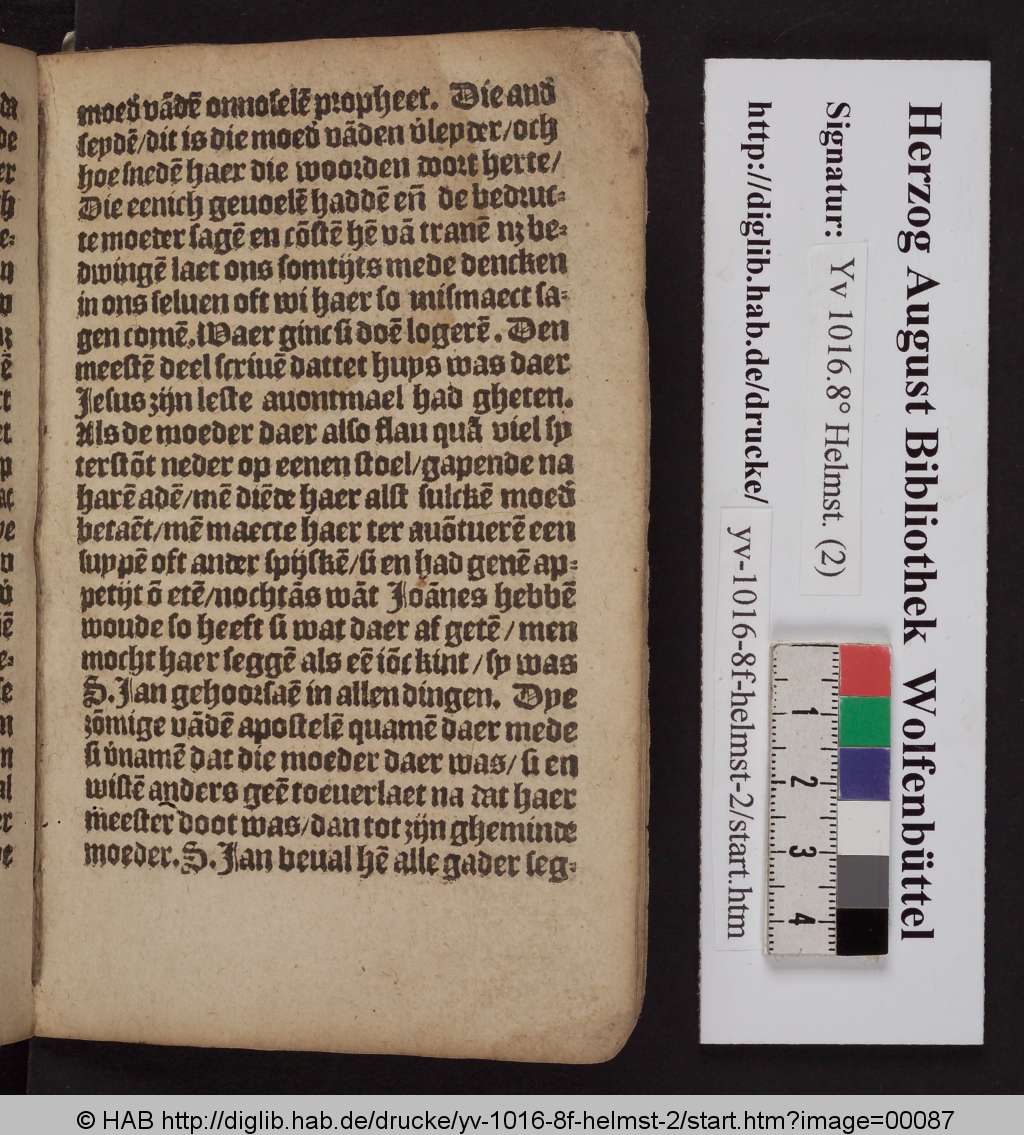 moed̕ vādē onnoselē propheet. Die and̕
seydē/dit is die moed̕ vāden v̕leyder/och
hoe snedē haer die woorden dwort herte/
Die eenich geuoelē haddē eñ de bedruc⸗
te moeder sagē en cōstē hē vā tranē nz be⸗
dwingē laet ons somtijts mede dencken
in ons seluen oft wi haer so mismaect sa⸗
gen comē. Waer ginc si doē logerē. Den
meestē deel scriuē dattet huys was daer
Jesus zijn leste auontmael had gheten.
Als de moeder daer also flau quā viel sy
terstōt neder op eenen stoel/gapende na
harē adē/mē diēde haer alst sulckē moed̕
betaēt/mē maecte haer ter auōtuerē een
suppē oft ander spijskē/si en had genē ap⸗
petijt ō etē/nochtās wāt Joānes hebbē
woude so heeft si wat daer af getē/men
mocht haer seggē als eē iōc kint/sy was
S. Jan gehoorsaē in allen dingen. Dye
zōmige vādē apostelē quamē daer mede
si v̕namē dat die moeder daer was/si en
wistē anders geē toeuerlaet na dat haer
meester doot was/dan tot zijn gheminde
moeder. S. Jan beual hē alle gader seg⸗
Herzog August Bibliothek Wolfenbüttel
Signatur: Yv 1016.8° Helmst. (2)
http://diglib.hab.de/drucke/ yv-1016-8f-helmst-2/start.htm
1
2
3
4
© HAB http://diglib.hab.de/drucke/yv-1016-8f-helmst-2/start.htm?image=00087